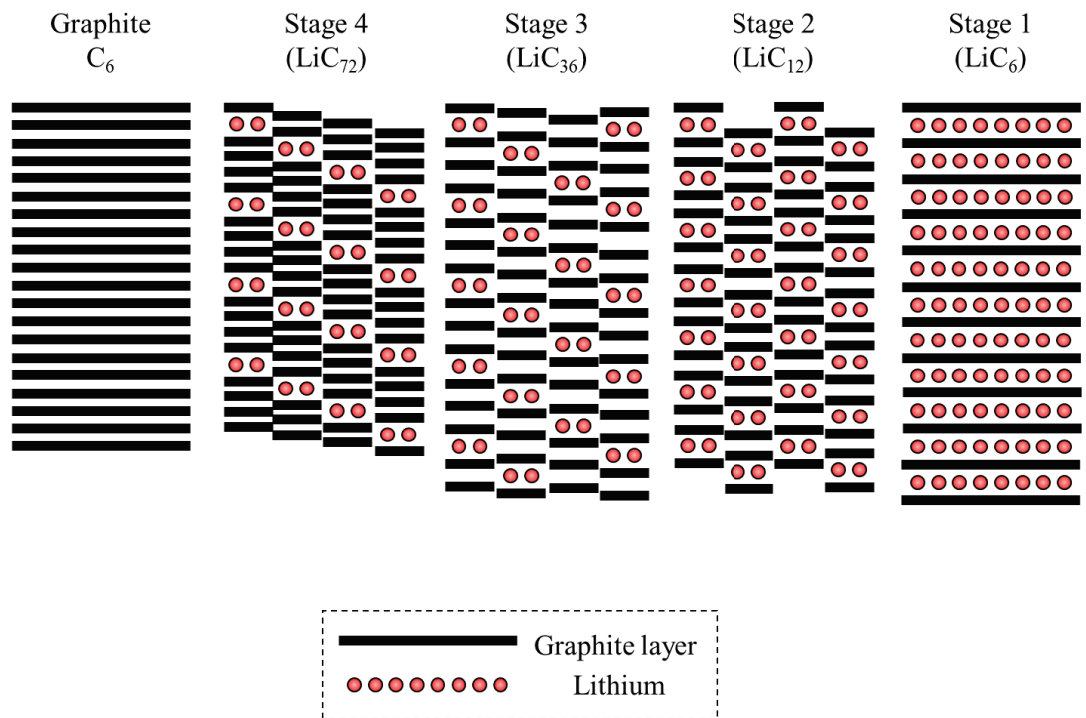 Graphite
C₆
Stage 4
(LiC₇₂)
Stage 3
(LiC₃₆)
Stage 2
(LiC₁₂)
Stage 1
(LiC₆)
Graphite layer
Lithium